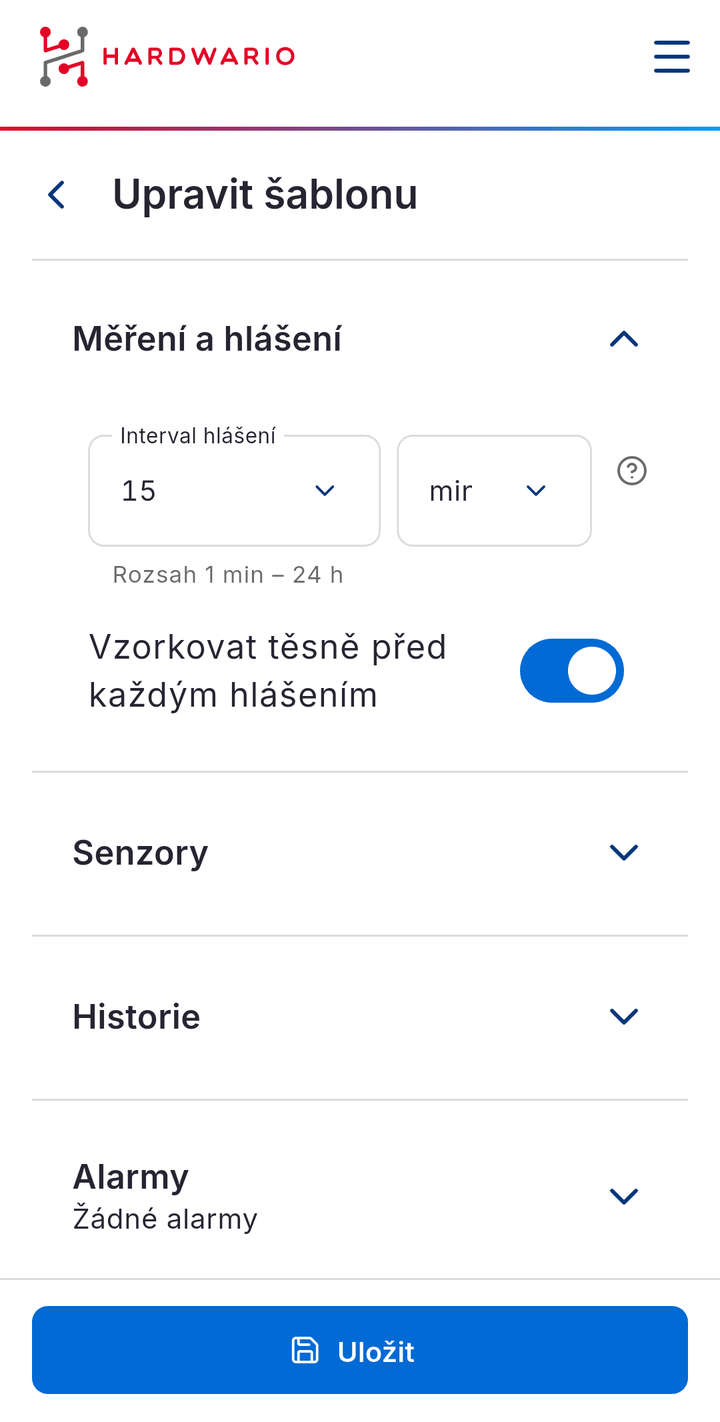 HARDWARIO
Upravit šablonu
Měření a hlášení
Interval hlášení
15
mir
Rozsah 1 min – 24 h
Vzorkovat těsně před
každým hlášením
Senzory
Historie
Alarmy
Žádné alarmy
Uložit